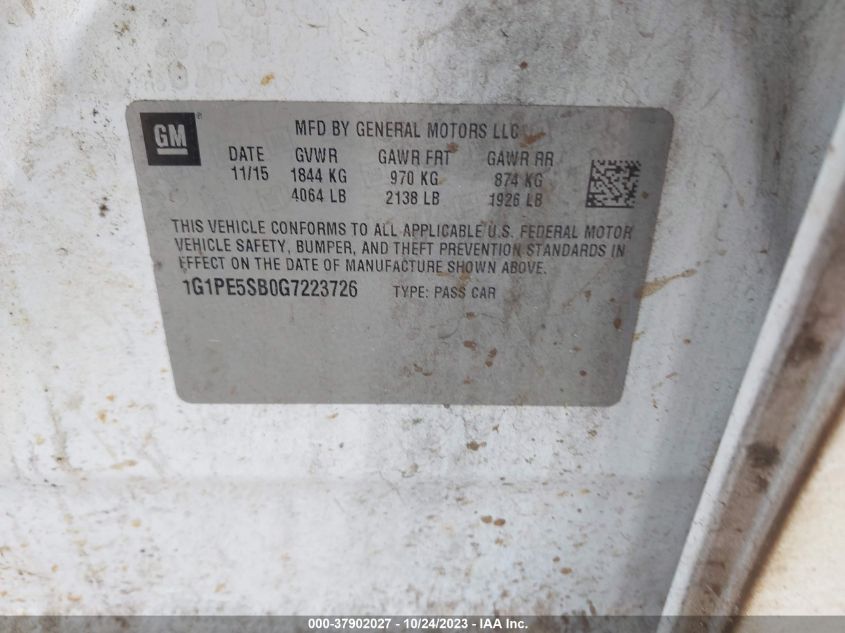 GM
MFD BY GENERAL MOTORS LLC
DATE GVWR GAWR FRT GAWR RR
11/15 1844 KG 970 KG 874 KG
4064 LB 2138 LB 1926 LB
THIS VEHICLE CONFORMS TO ALL APPLICABLE U.S. FEDERAL MOTOR
VEHICLE SAFETY, BUMPER, AND THEFT PREVENTION STANDARDS IN
EFFECT ON THE DATE OF MANUFACTURE SHOWN ABOVE.
1G1PE5SB0G7223726 TYPE: PASS CAR
000-37902027 - 10/24/2023 - IAA Inc.